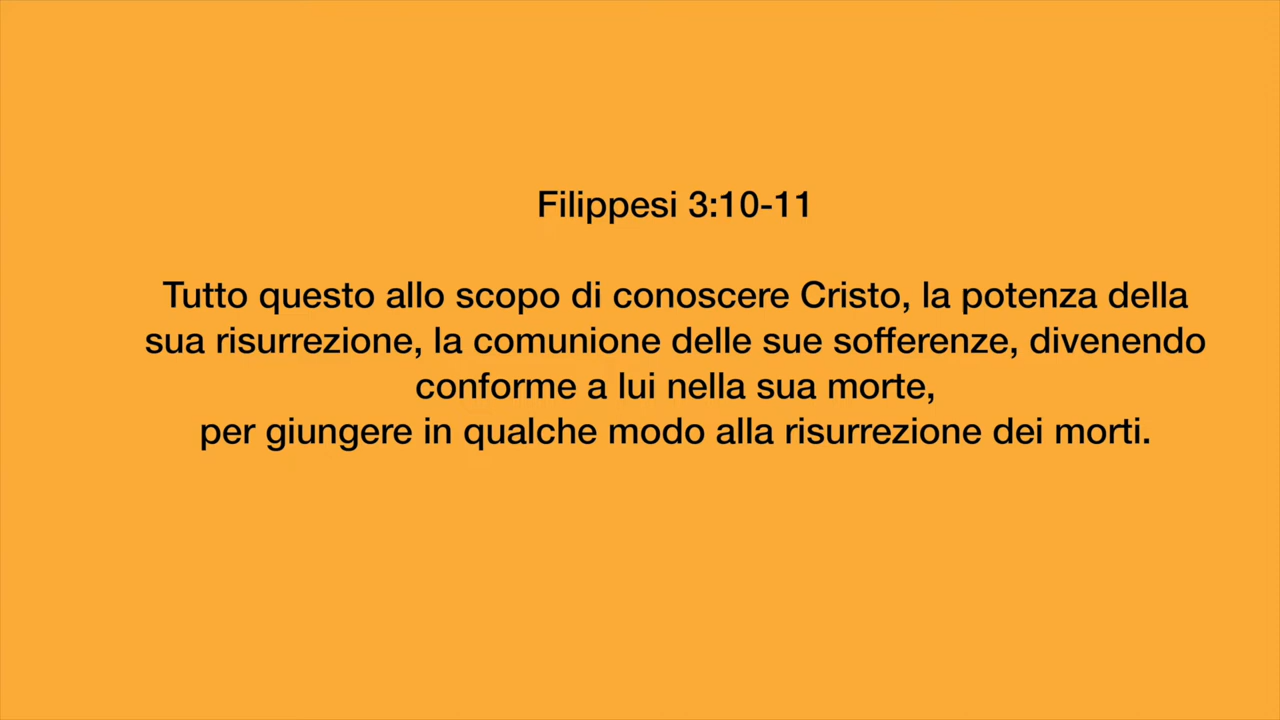 Filippesi 3:10-11
Tutto questo allo scopo di conoscere Cristo, la potenza della
sua risurrezione, la comunione delle sue sofferenze, divenendo
conforme a lui nella sua morte,
per giungere in qualche modo alla risurrezione dei morti.